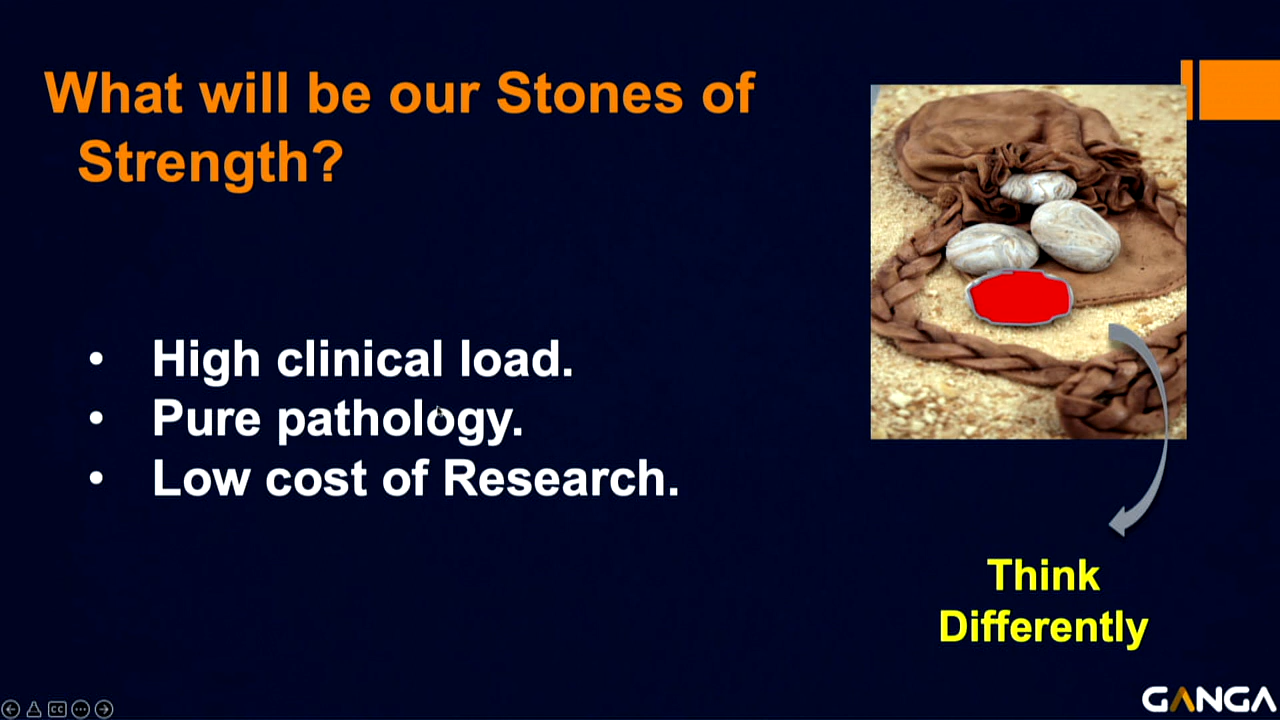 What will be our Stones of
Strength?
• High clinical load.
• Pure pathology.
• Low cost of Research.
Think
Differently
GANGA
CC